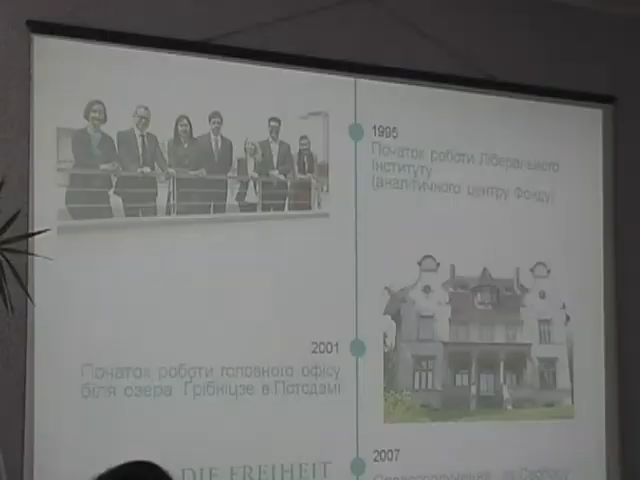 1995
Початок роботи Ліберального
Інституту
(аналітичного центру Фонду)
2001
Початок роботи головного офісу
біля озера Грібніцзе в Потсдамі
DIE FREIHEIT
2007